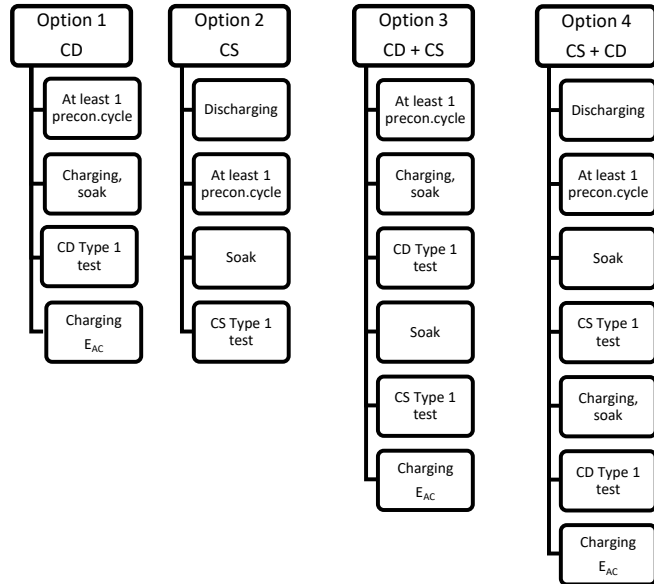 Option 1
CD
At least 1
precon.cycle
Charging,
soak
CD Type 1
test
Charging
EAC
Option 2
CS
Discharging
At least 1
precon.cycle
Soak
CS Type 1
test
Option 3
CD + CS
At least 1
precon.cycle
Charging,
soak
CD Type 1
test
Soak
CS Type 1
test
Charging
EAC
Option 4
CS + CD
Discharging
At least 1
precon.cycle
Soak
CS Type 1
test
Charging,
soak
CD Type 1
test
Charging
EAC